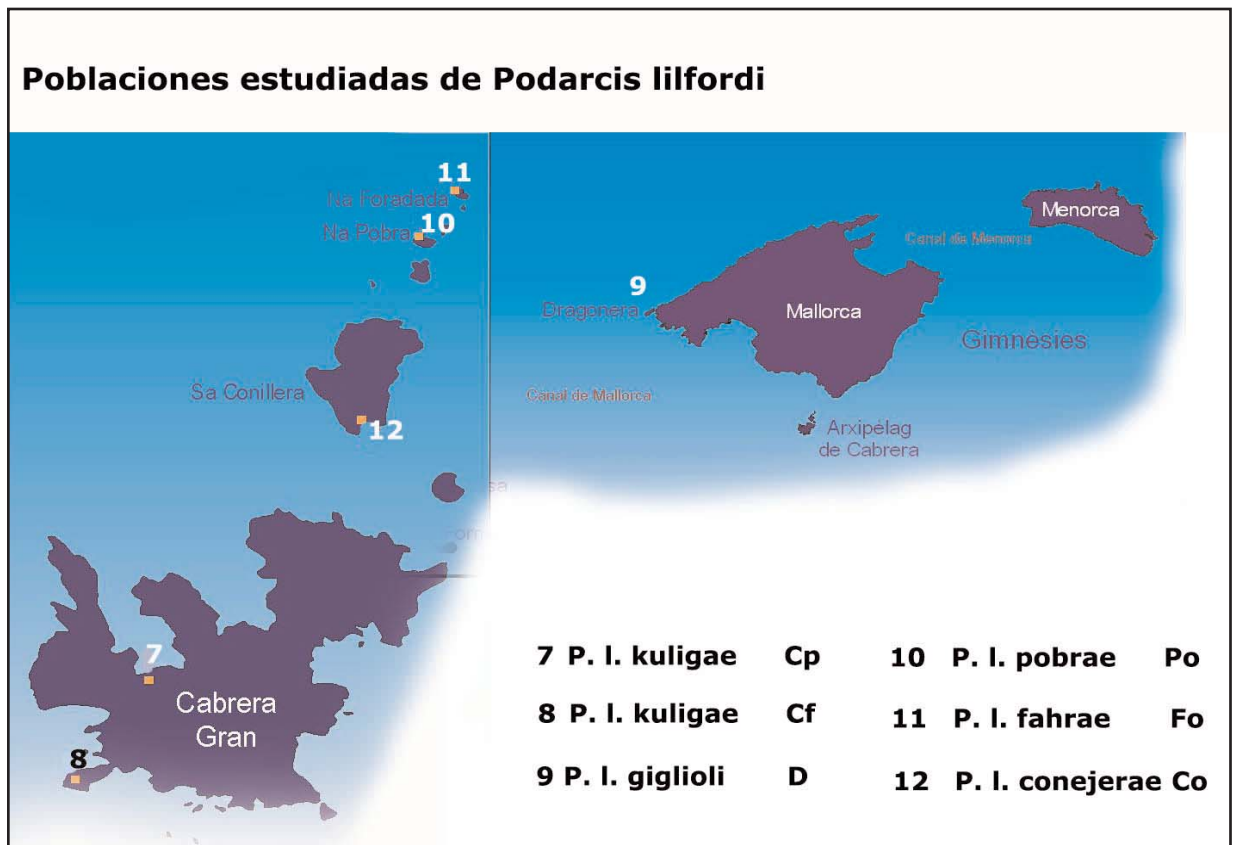 Poblaciones estudiadas de Podarcis lilfordi
11
Na Foradada
10
Na Pobra
Menorca
Canal de Menorca
9
Dragonera
Mallorca
Gimnèsies
Sa Conillera
Canal de Mallorca
12
Arxipélag
de Cabrera
7
Cabrera
Gran
8
7 P. l. kuligae Cp
8 P. l. kuligae Cf
9 P. l. giglioli D
10 P. l. pobrae Po
11 P. l. fahrae Fo
12 P. l. conejerae Co